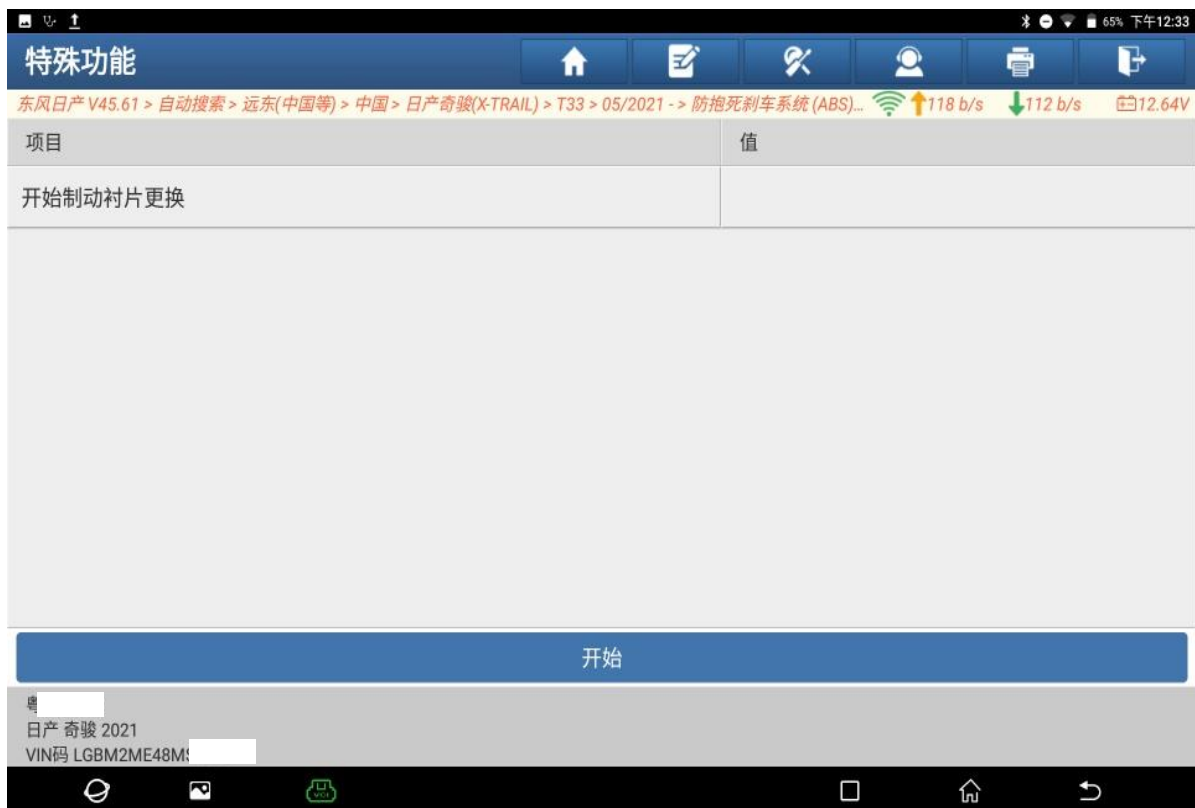 65% 下午12:33
特殊功能
东风日产 V45.61 > 自动搜索 > 远东(中国等) > 中国 > 日产奇骏(X-TRAIL) > T33 > 05/2021 - > 防抱死刹车系统 (ABS)... 118 b/s 112 b/s 12.64V
项目 值
开始制动衬片更换
开始
粤
日产 奇骏 2021
VIN码 LGBM2ME48M
VCI